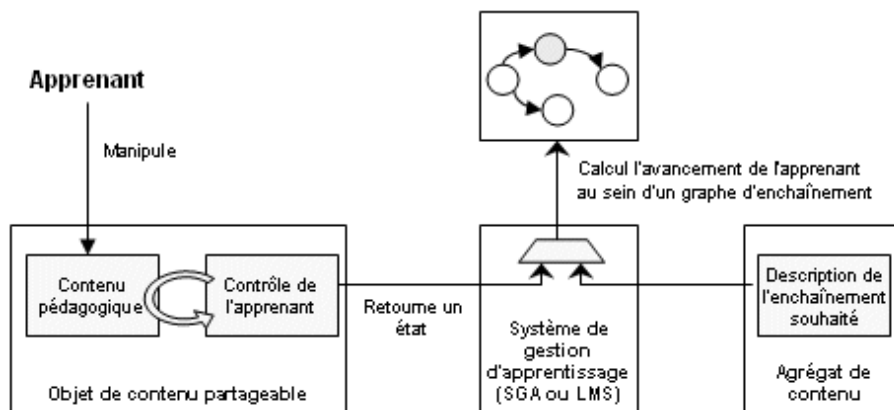 Apprenant
Manipule
Calcul l'avancement de l'apprenant
au sein d'un graphe d'enchaînement
Contenu
pédagogique
Contrôle de
l'apprenant
Objet de contenu partageable
Retourne un
état
Système de
gestion
d'apprentissage
(SGA ou LMS)
Description de
l'enchaînement
souhaité
Agrégat de
contenu